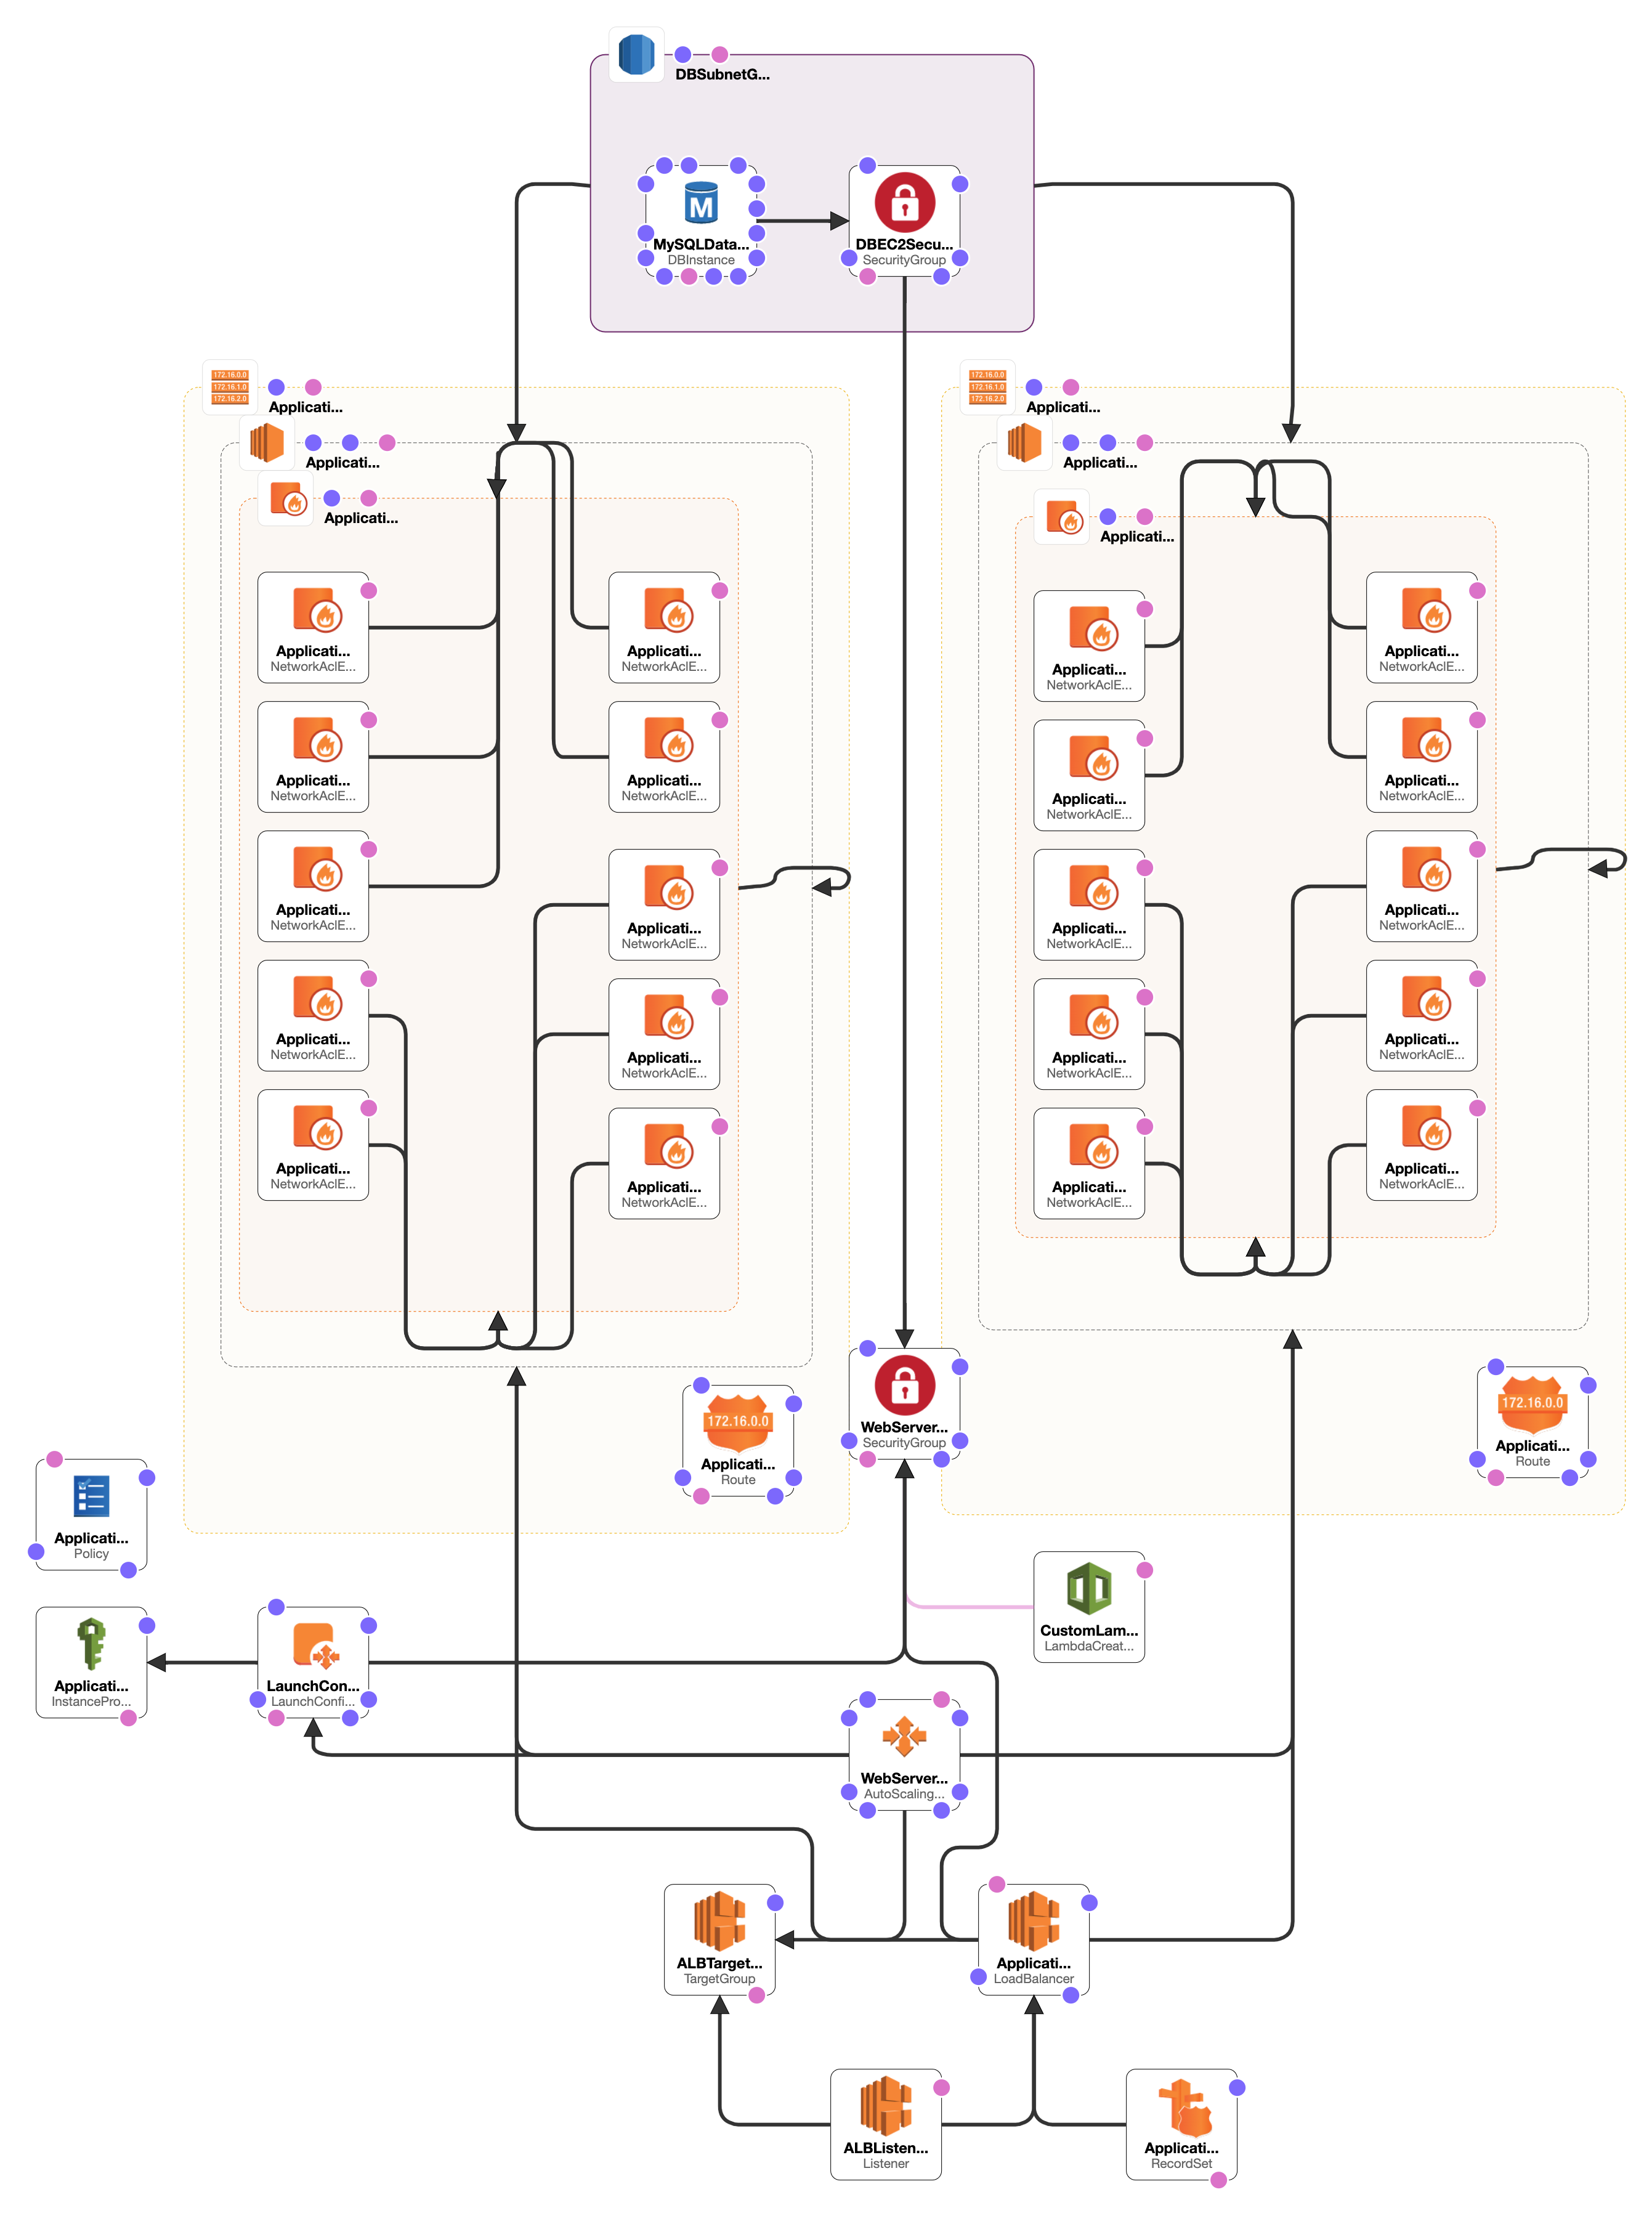 DBSubnetG...
MySQLData...
DBInstance
DBEC2Secu...
SecurityGroup
172.16.0.0
172.16.1.0
172.16.2.0
Applicati...
Applicati...
Applicati...
Applicati...
NetworkAclE...
Applicati...
NetworkAclE...
Applicati...
NetworkAclE...
Applicati...
NetworkAclE...
Applicati...
NetworkAclE...
Applicati...
NetworkAclE...
Applicati...
NetworkAclE...
Applicati...
NetworkAclE...
Applicati...
NetworkAclE...
Applicati...
NetworkAclE...
172.16.0.0
Applicati...
Route
172.16.0.0
172.16.1.0
172.16.2.0
Applicati...
Applicati...
Applicati...
Applicati...
NetworkAclE...
Applicati...
NetworkAclE...
Applicati...
NetworkAclE...
Applicati...
NetworkAclE...
Applicati...
NetworkAclE...
Applicati...
NetworkAclE...
Applicati...
NetworkAclE...
Applicati...
NetworkAclE...
Applicati...
NetworkAclE...
Applicati...
NetworkAclE...
172.16.0.0
Applicati...
Route
WebServer...
SecurityGroup
Applicati...
Policy
Applicati...
InstancePro...
LaunchCon...
LaunchConfi...
CustomLam...
LambdaCreat...
WebServer...
AutoScaling...
ALBTarget...
TargetGroup
Applicati...
LoadBalancer
ALBListen...
Listener
Applicati...
RecordSet